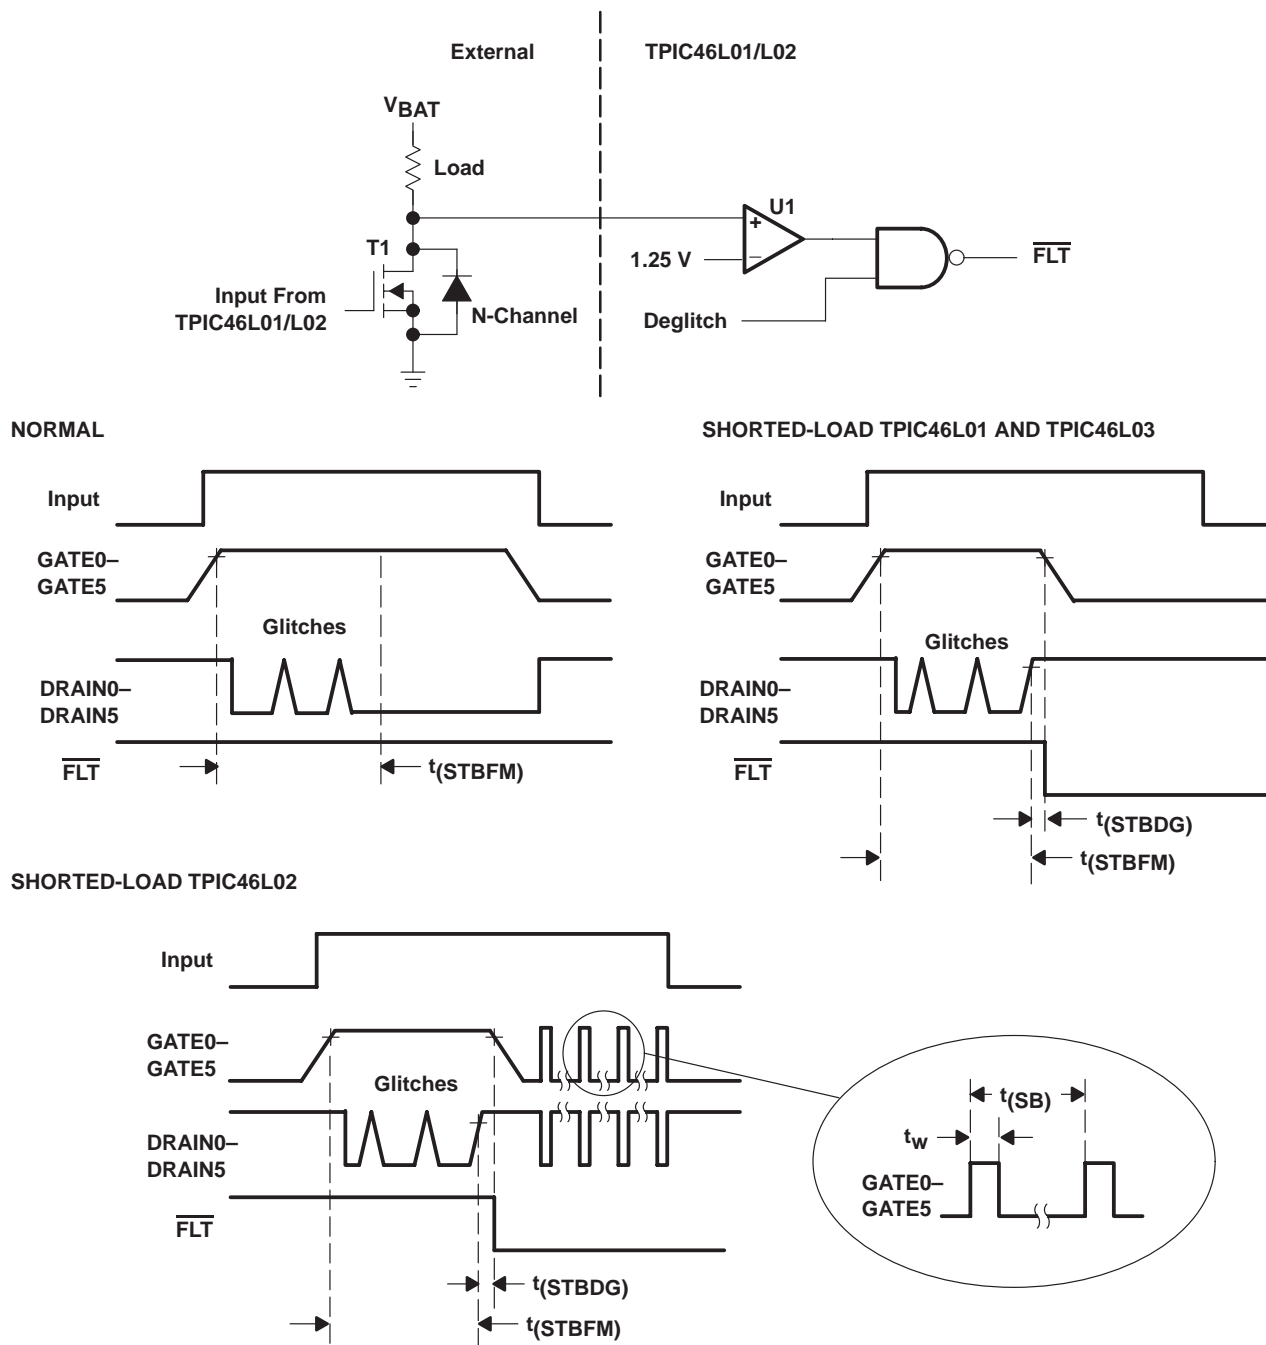 External
TPIC46L01/L02
VBAT
Load
U1
+
–
T1
1.25 V
FLT
Input From
TPIC46L01/L02
N-Channel
Deglitch
NORMAL
Input
GATE0–
GATE5
Glitches
DRAIN0–
DRAIN5
FLT
t(STBFM)
SHORTED-LOAD TPIC46L01 AND TPIC46L03
Input
GATE0–
GATE5
Glitches
DRAIN0–
DRAIN5
FLT
t(STBDG)
t(STBFM)
SHORTED-LOAD TPIC46L02
Input
GATE0–
GATE5
Glitches
DRAIN0–
DRAIN5
FLT
t(STBDG)
t(STBFM)
t(SB)
tw
GATE0–
GATE5